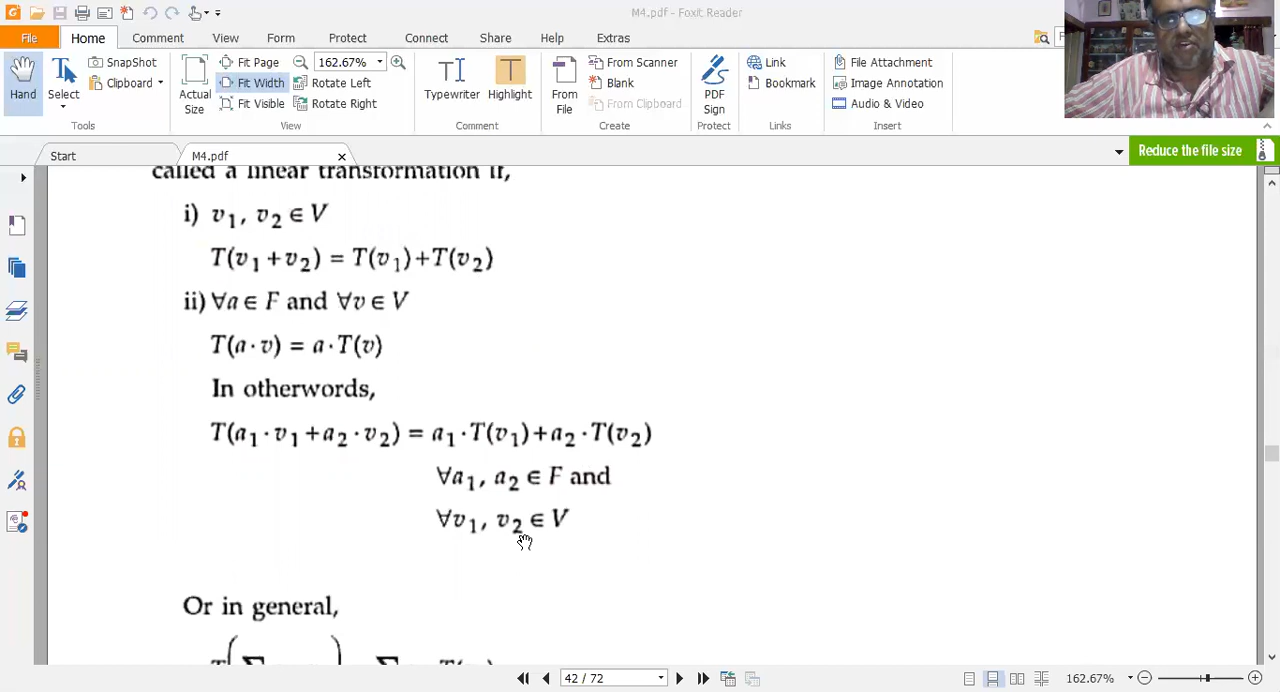 M4.pdf - Foxit Reader
File Home Comment View Form Protect Connect Share Help Extras
Hand
Select
SnapShot
Clipboard
Tools
Actual Size
Fit Page
Fit Width
Fit Visible
162.67%
Rotate Left
Rotate Right
View
Typewriter
Highlight
Comment
From File
From Scanner
Blank
From Clipboard
Create
PDF Sign
Protect
Link
Bookmark
Links
File Attachment
Image Annotation
Audio & Video
Insert
Start
M4.pdf
Reduce the file size
called a linear transformation if,
i) v₁, v₂ ∈ V
T(v₁+v₂) = T(v₁)+T(v₂)
ii) ∀a ∈ F and ∀v ∈ V
T(a·v) = a·T(v)
In otherwords,
T(a₁·v₁+a₂·v₂) = a₁·T(v₁)+a₂·T(v₂)
∀a₁, a₂ ∈ F and
∀v₁, v₂ ∈ V
Or in general,
42 / 72
162.67%